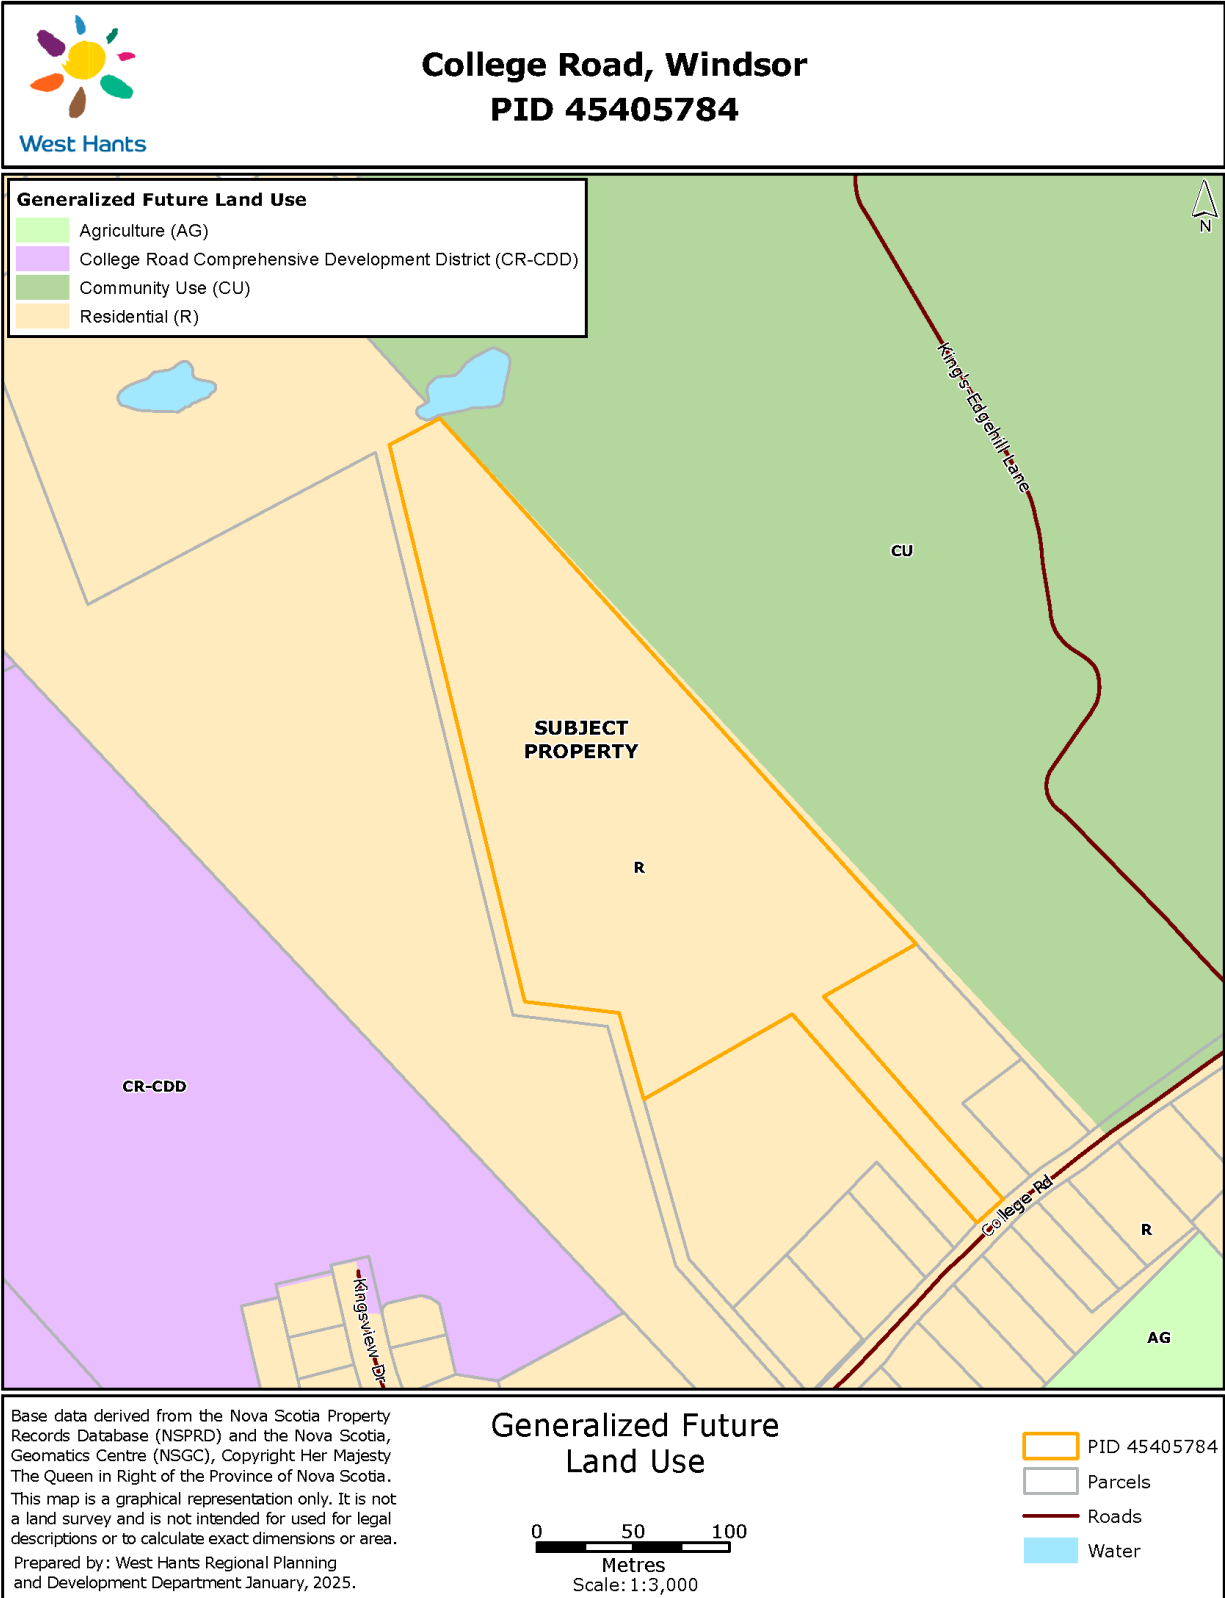 West Hants
College Road, Windsor
PID 45405784
Generalized Future Land Use
Agriculture (AG)
College Road Comprehensive Development District (CR-CDD)
Community Use (CU)
Residential (R)
N
King's-Edgehill Lane
CU
SUBJECT
PROPERTY
R
CR-CDD
College Rd
R
Kingsview Dr
AG
Base data derived from the Nova Scotia Property
Records Database (NSPRD) and the Nova Scotia,
Geomatics Centre (NSGC), Copyright Her Majesty
The Queen in Right of the Province of Nova Scotia.
This map is a graphical representation only. It is not
a land survey and is not intended for used for legal
descriptions or to calculate exact dimensions or area.
Prepared by: West Hants Regional Planning
and Development Department January, 2025.
Generalized Future
Land Use
0 50 100
Metres
Scale: 1:3,000
PID 45405784
Parcels
Roads
Water